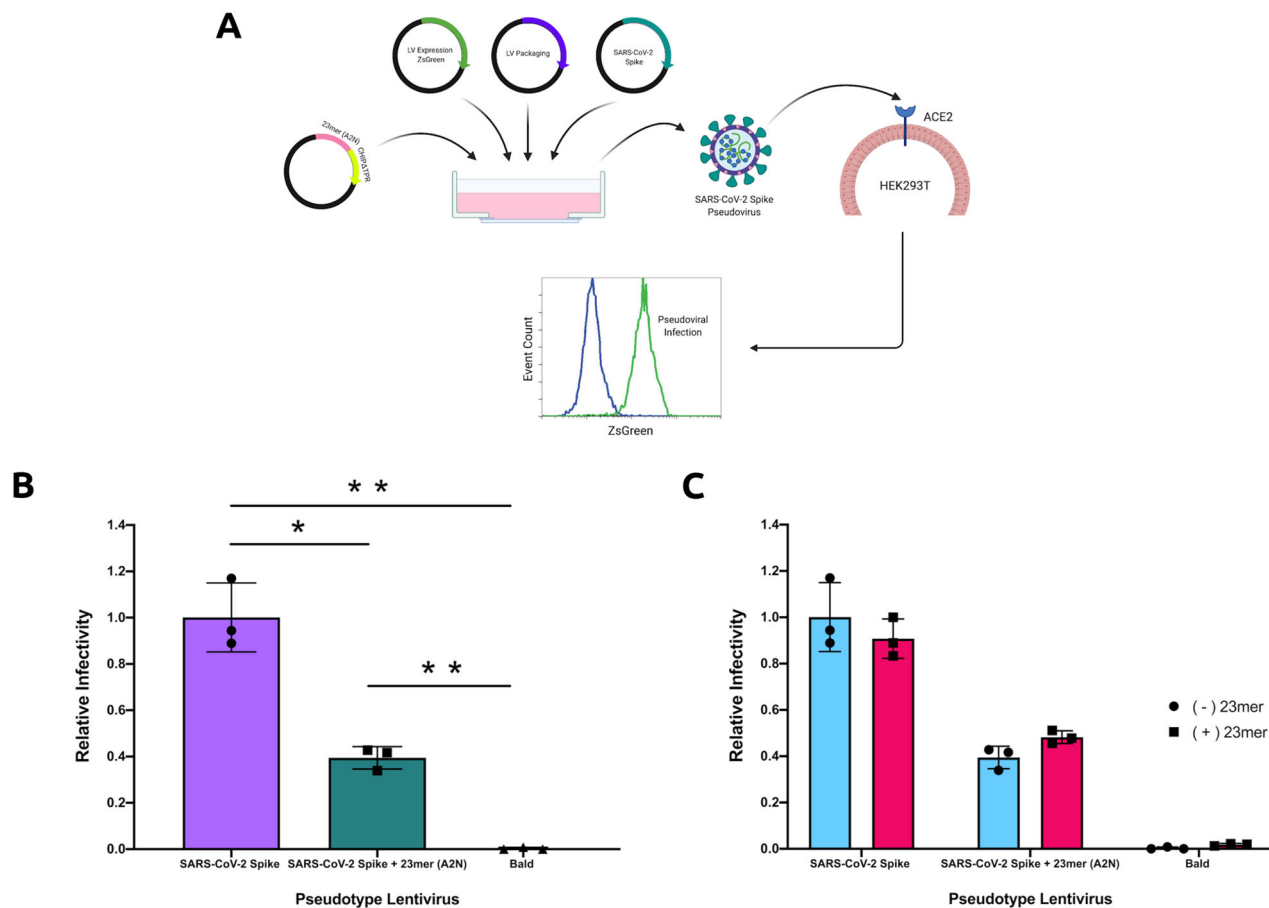 A
LV Expression
ZsGreen
LV Packaging
SARS-CoV-2
Spike
23mer (A2N)
CHIPΔTPR
SARS-CoV-2 Spike
Pseudovirus
ACE2
HEK293T
Event Count
Pseudoviral
Infection
ZsGreen
B
* *
*
* *
Relative Infectivity
1.4
1.2
1.0
0.8
0.6
0.4
0.2
0.0
SARS-CoV-2 Spike
SARS-CoV-2 Spike + 23mer (A2N)
Bald
Pseudotype Lentivirus
C
Relative Infectivity
1.4
1.2
1.0
0.8
0.6
0.4
0.2
0.0
( - ) 23mer
( + ) 23mer
SARS-CoV-2 Spike
SARS-CoV-2 Spike + 23mer (A2N)
Bald
Pseudotype Lentivirus